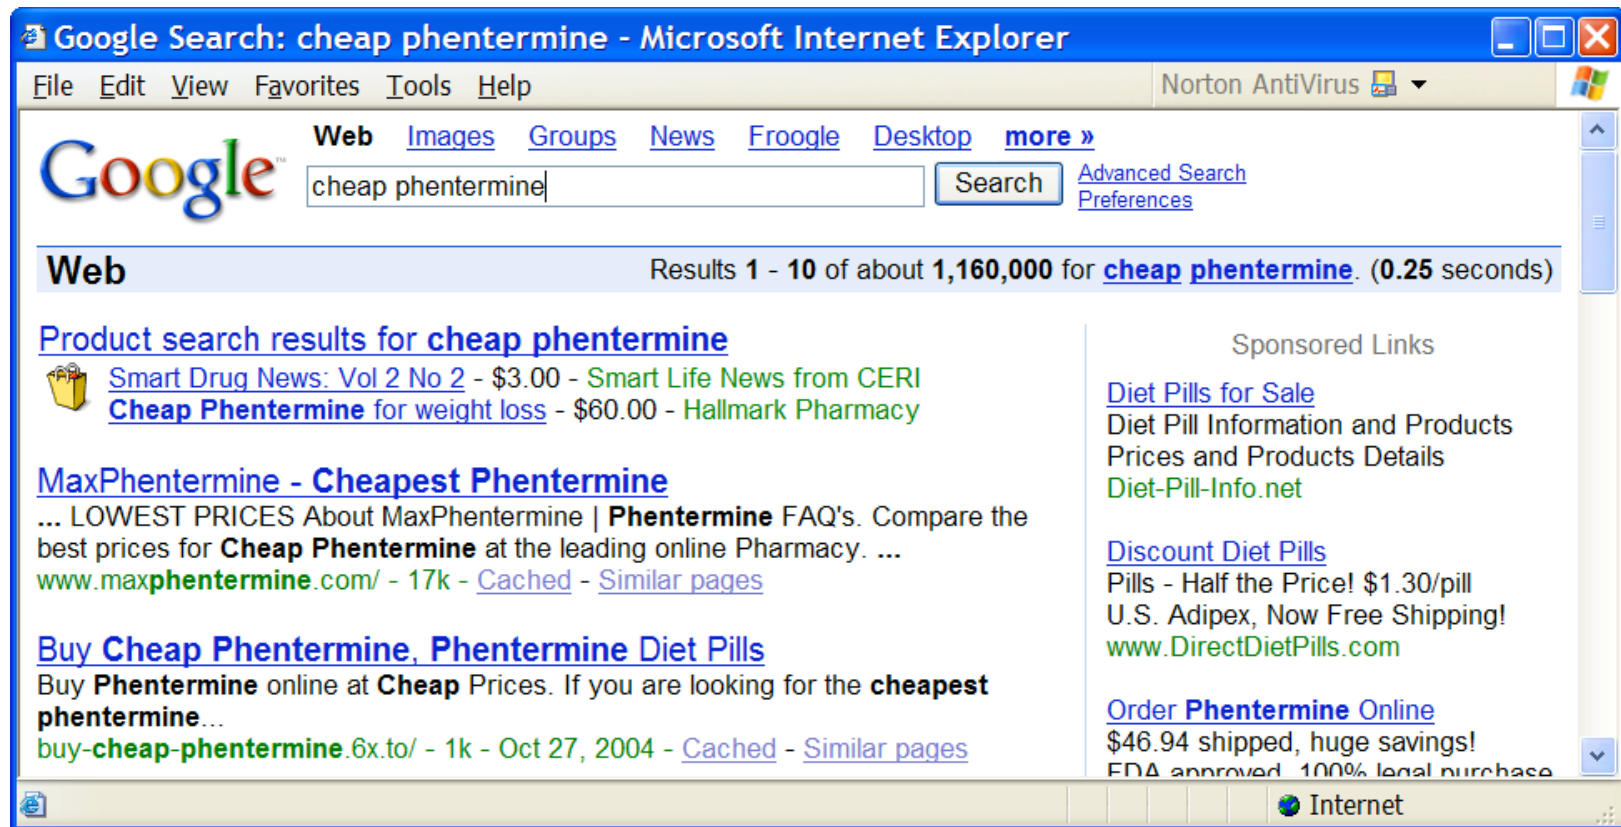 Google Search: cheap phentermine - Microsoft Internet Explorer
File Edit View Favorites Tools Help Norton AntiVirus
Google™
Web Images Groups News Froogle Desktop more »
cheap phentermine Search
Advanced Search
Preferences
Web Results 1 - 10 of about 1,160,000 for cheap phentermine. (0.25 seconds)
Product search results for cheap phentermine
Smart Drug News: Vol 2 No 2 - $3.00 - Smart Life News from CERI
Cheap Phentermine for weight loss - $60.00 - Hallmark Pharmacy
MaxPhentermine - Cheapest Phentermine
... LOWEST PRICES About MaxPhentermine | Phentermine FAQ's. Compare the
best prices for Cheap Phentermine at the leading online Pharmacy. ...
www.maxphentermine.com/ - 17k - Cached - Similar pages
Buy Cheap Phentermine, Phentermine Diet Pills
Buy Phentermine online at Cheap Prices. If you are looking for the cheapest
phentermine...
buy-cheap-phentermine.6x.to/ - 1k - Oct 27, 2004 - Cached - Similar pages
Sponsored Links
Diet Pills for Sale
Diet Pill Information and Products
Prices and Products Details
Diet-Pill-Info.net
Discount Diet Pills
Pills - Half the Price! $1.30/pill
U.S. Adipex, Now Free Shipping!
www.DirectDietPills.com
Order Phentermine Online
$46.94 shipped, huge savings!
FDA approved, 100% legal purchase
Internet